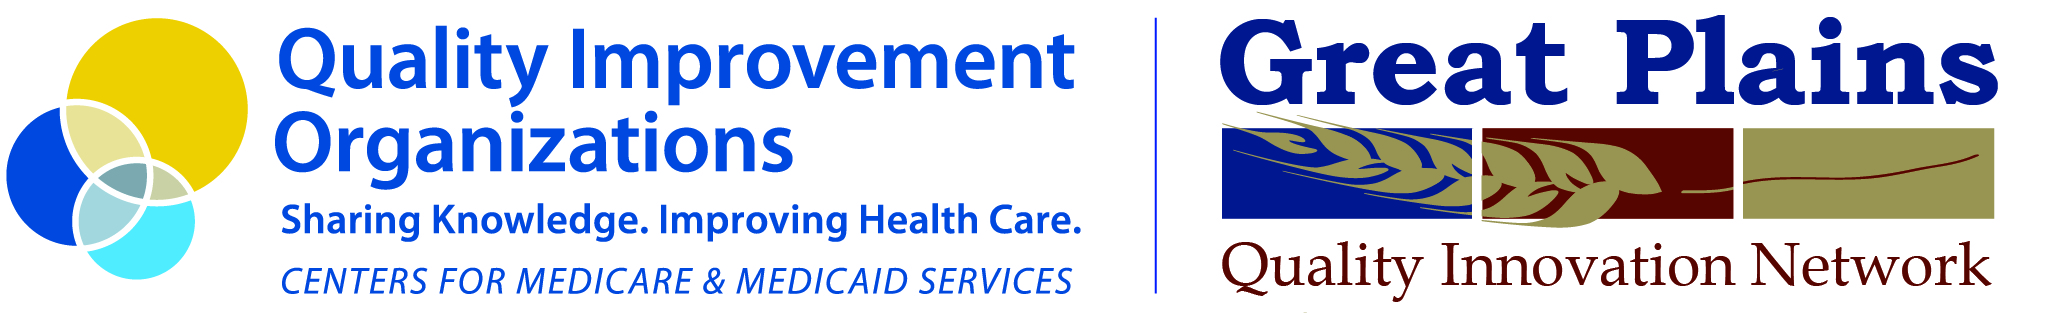 Quality Improvement
Organizations
Sharing Knowledge. Improving Health Care.
CENTERS FOR MEDICARE & MEDICAID SERVICES
Great Plains
Quality Innovation Network